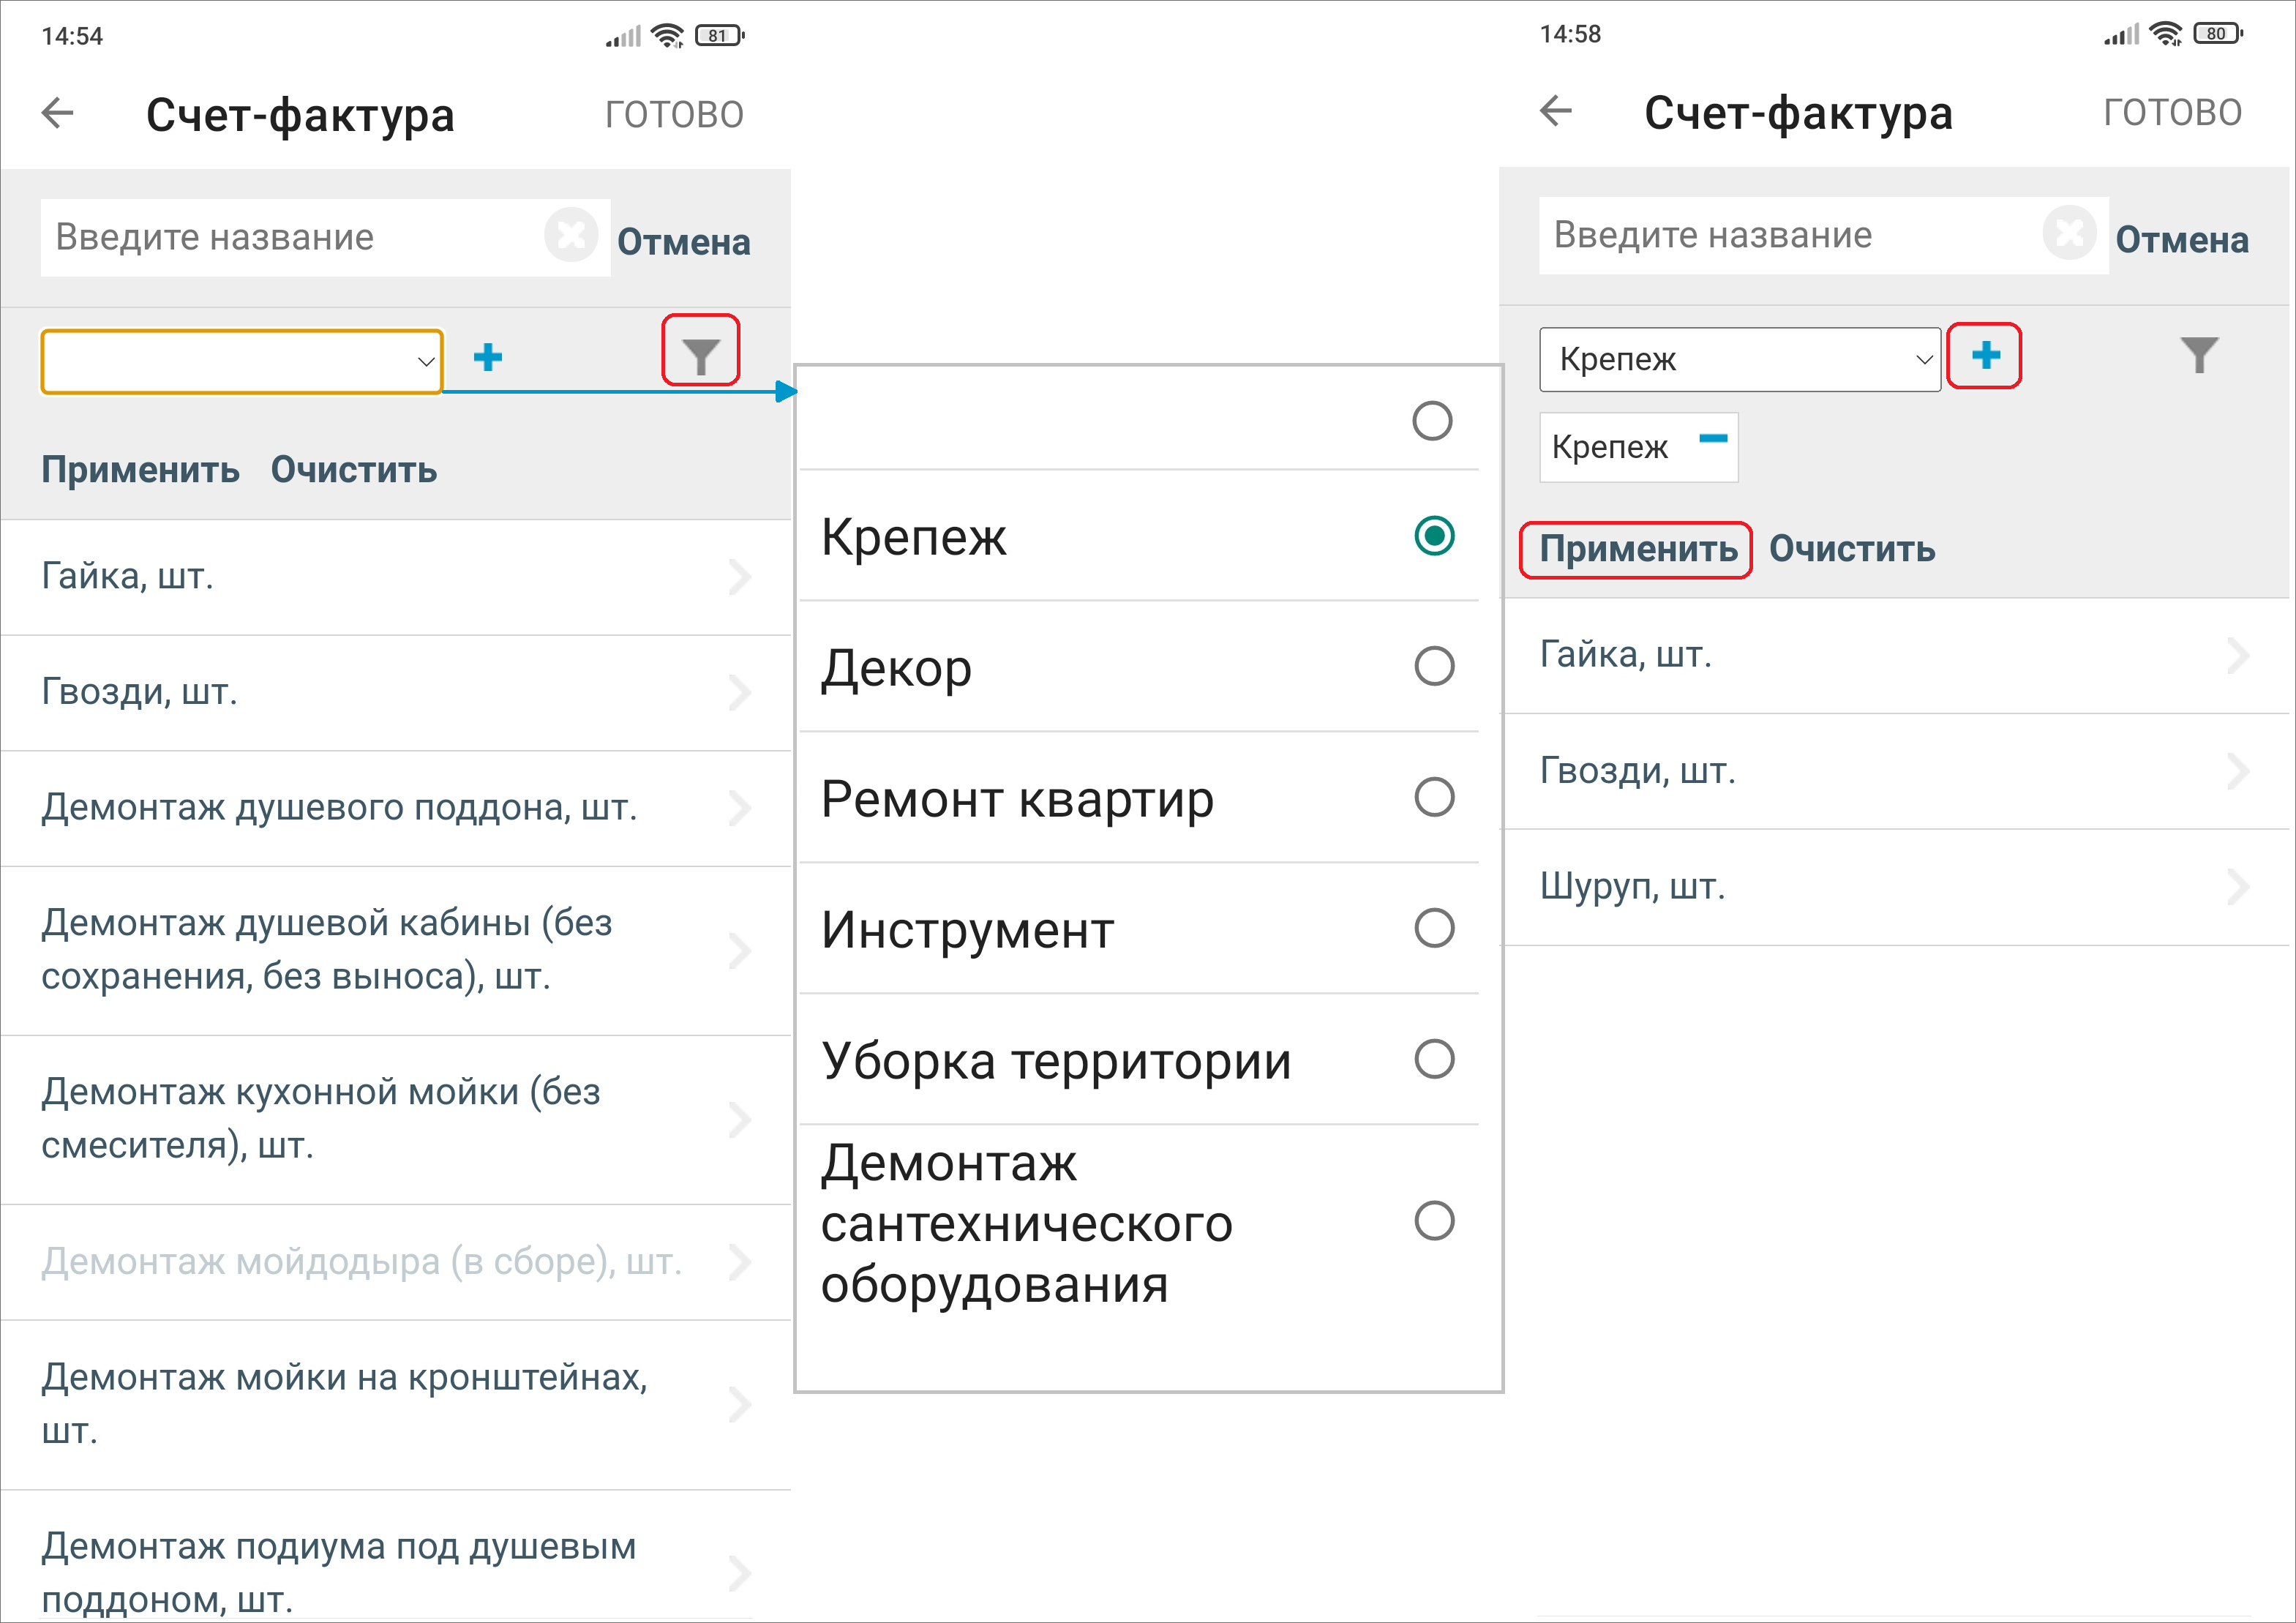 14:54
81
Счет-фактура
ГОТОВО
Введите название
Отмена
Применить
Очистить
Гайка, шт.
Гвозди, шт.
Демонтаж душевого поддона, шт.
Демонтаж душевой кабины (без
сохранения, без выноса), шт.
Демонтаж кухонной мойки (без
смесителя), шт.
Демонтаж мойдодыра (в сборе), шт.
Демонтаж мойки на кронштейнах,
шт.
Демонтаж подиума под душевым
поддоном, шт.
Крепеж
Декор
Ремонт квартир
Инструмент
Уборка территории
Демонтаж
сантехнического
оборудования
14:58
80
Счет-фактура
ГОТОВО
Введите название
Отмена
Крепеж
Крепеж
Применить
Очистить
Гайка, шт.
Гвозди, шт.
Шуруп, шт.